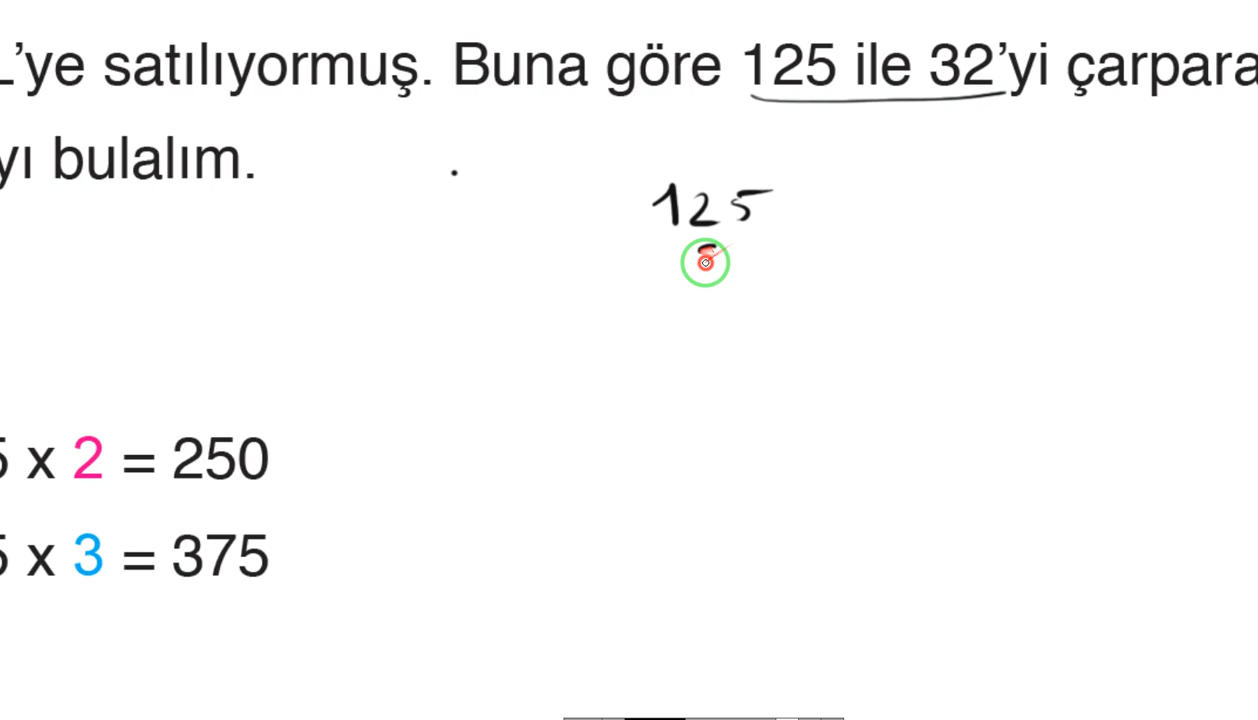 ’ye satılıyormuş. Buna göre 125 ile 32’yi çarpara
yı bulalım.
125
5 x 2 = 250
5 x 3 = 375